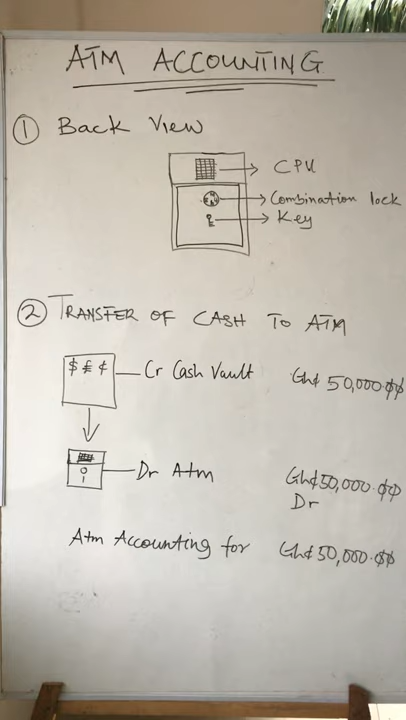 ATM ACCOUNTING
① Back View
CPU
Combination lock
Key
② TRANSFER OF CASH TO ATM
$ £ ¢
Cr Cash Vault Gh¢ 50,000.00
Dr Atm Gh¢50,000.00
Dr
Atm Accounting for Gh¢50,000.00